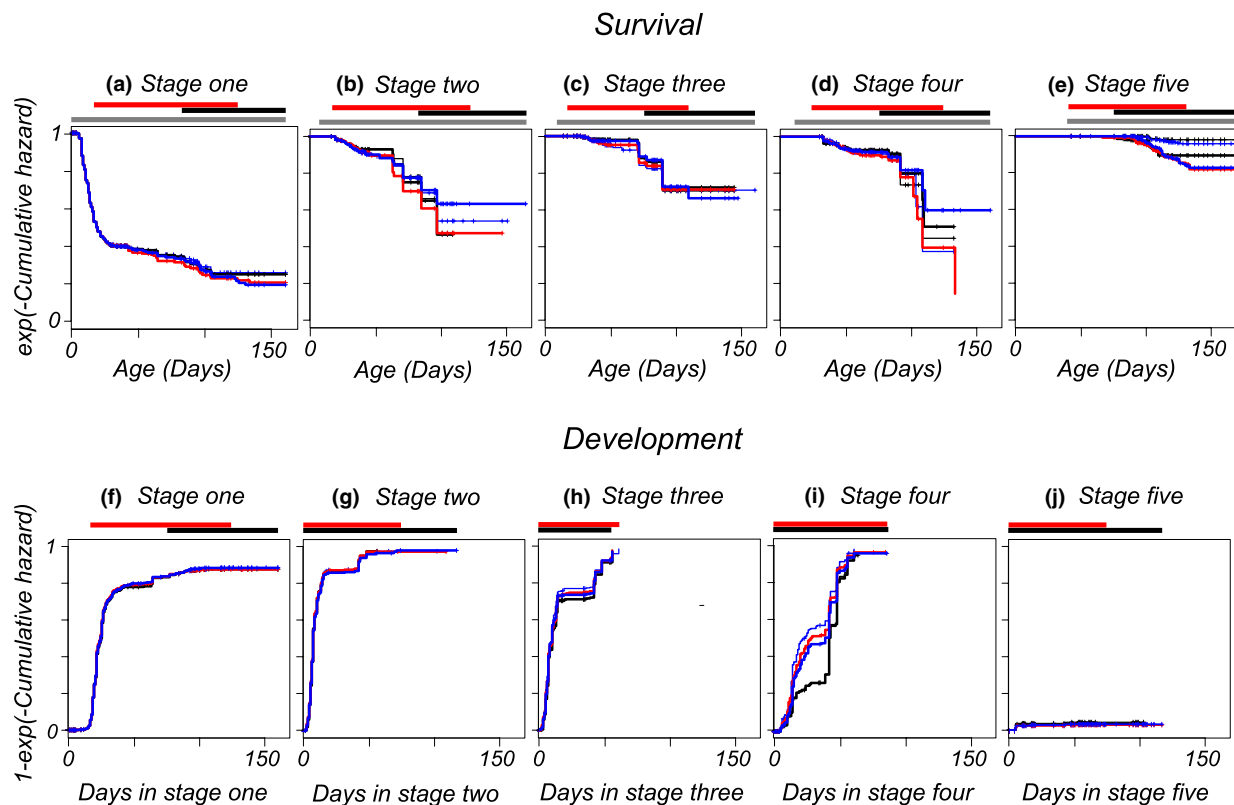 Survival
(a) Stage one
(b) Stage two
(c) Stage three
(d) Stage four
(e) Stage five
exp(-Cumulative hazard)
1
0
0 150
0 150
0 150
0 150
0 150
Age (Days)
Age (Days)
Age (Days)
Age (Days)
Age (Days)
Development
(f) Stage one
(g) Stage two
(h) Stage three
(i) Stage four
(j) Stage five
1-exp(-Cumulative hazard)
1
0
0 150
0 150
0 150
0 150
0 150
Days in stage one
Days in stage two
Days in stage three
Days in stage four
Days in stage five